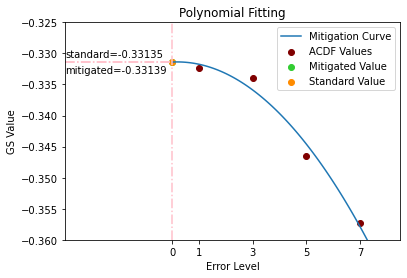 Polynomial Fitting
−0.325
−0.330
−0.335
−0.340
−0.345
−0.350
−0.355
−0.360
GS Value
standard=-0.33135
mitigated=-0.33139
Mitigation Curve
ACDF Values
Mitigated Value
Standard Value
0 1 3 5 7
Error Level